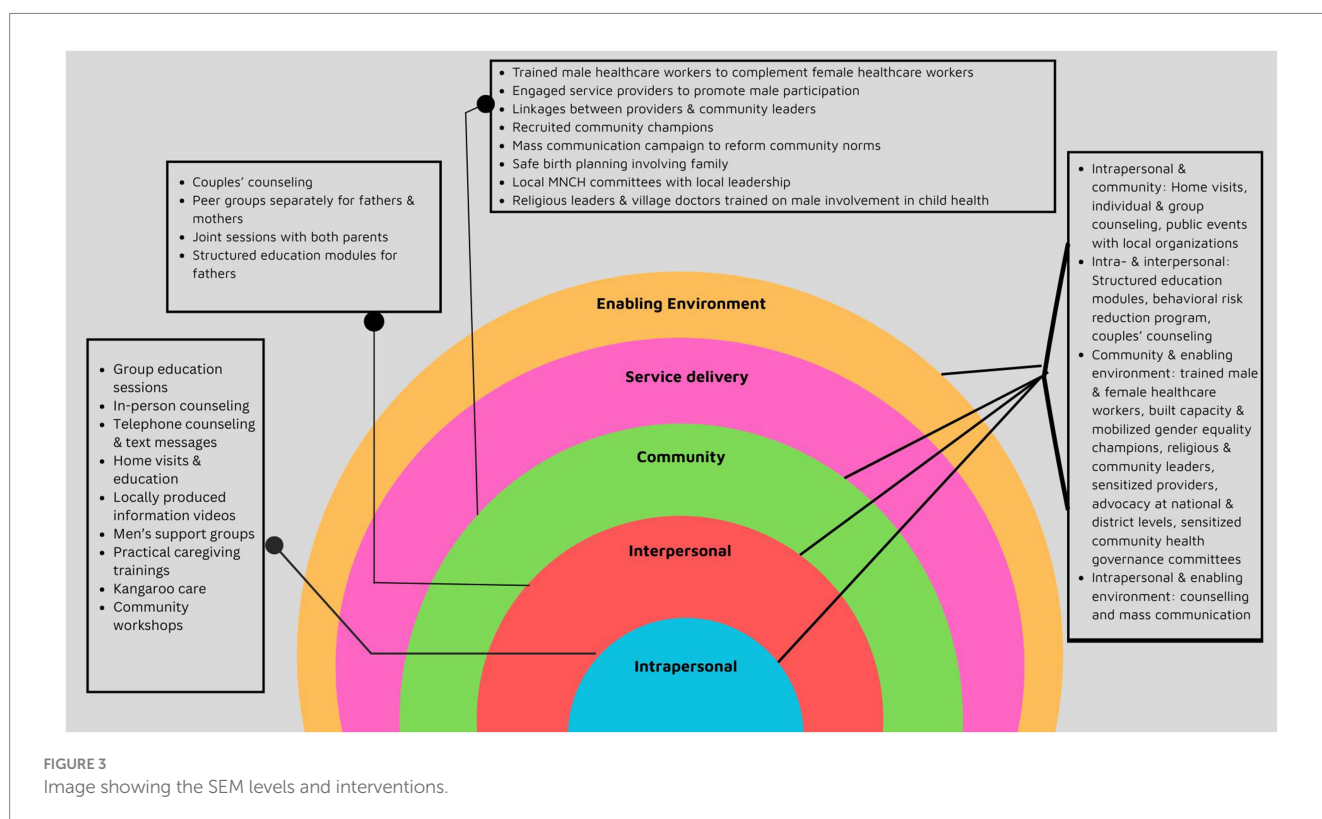 • Trained male healthcare workers to complement female healthcare workers
• Engaged service providers to promote male participation
• Linkages between providers & community leaders
• Recruited community champions
• Mass communication campaign to reform community norms
• Safe birth planning involving family
• Local MNCH committees with local leadership
• Religious leaders & village doctors trained on male involvement in child health
• Couples' counseling
• Peer groups separately for fathers &
mothers
• Joint sessions with both parents
• Structured education modules for
fathers
• Group education
sessions
• In-person counseling
• Telephone counseling
& text messages
• Home visits &
education
• Locally produced
information videos
• Men's support groups
• Practical caregiving
trainings
• Kangaroo care
• Community
workshops
Enabling Environment
Service delivery
Community
Interpersonal
Intrapersonal
• Intrapersonal &
community: Home visits,
individual & group
counseling, public events
with local organizations
• Intra- & interpersonal:
Structured education
modules, behavioral risk
reduction program,
couples' counseling
• Community & enabling
environment: trained male
& female healthcare
workers, built capacity &
mobilized gender equality
champions, religious &
community leaders,
sensitized providers,
advocacy at national &
district levels, sensitized
community health
governance committees
• Intrapersonal & enabling
environment: counselling
and mass communication
FIGURE 3
Image showing the SEM levels and interventions.